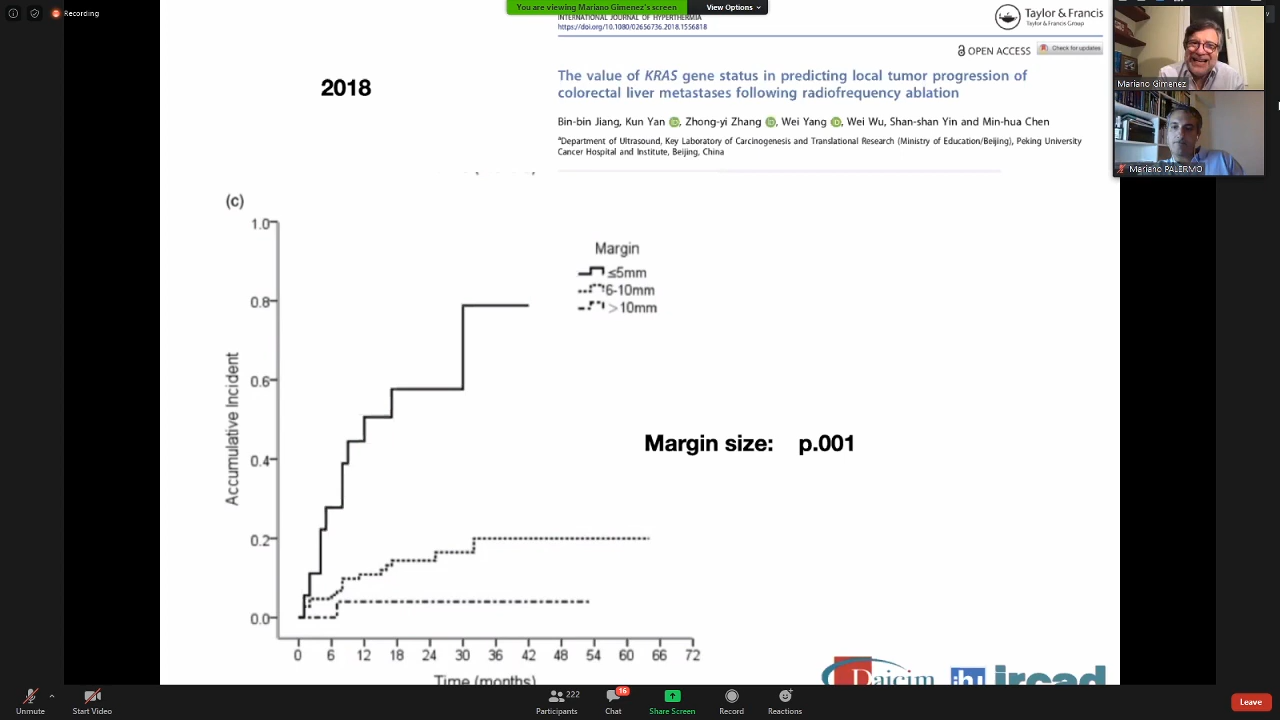 Recording
You are viewing Mariano Gimenez's screen
View Options
INTERNATIONAL JOURNAL OF HYPERTHERMIA
https://doi.org/10.1080/02656736.2018.1556818
Taylor & Francis
Taylor & Francis Group
OPEN ACCESS
Check for updates
2018
The value of KRAS gene status in predicting local tumor progression of
colorectal liver metastases following radiofrequency ablation
Bin-bin Jiang, Kun Yan, Zhong-yi Zhang, Wei Yang, Wei Wu, Shan-shan Yin and Min-hua Chen
aDepartment of Ultrasound, Key Laboratory of Carcinogenesis and Translational Research (Ministry of Education/Beijing), Peking University
Cancer Hospital and Institute, Beijing, China
Mariano Gimenez
Mariano PALERMO
(c)
1.0
0.8
0.6
0.4
0.2
0.0
Accumulative Incident
Margin
≤5mm
6-10mm
>10mm
Margin size: p.001
0 6 12 18 24 30 36 42 48 54 60 66 72
Time (months)
Daicim
ihu
ircad
Unmute
Start Video
222
Participants
16
Chat
Share Screen
Record
Reactions
Leave